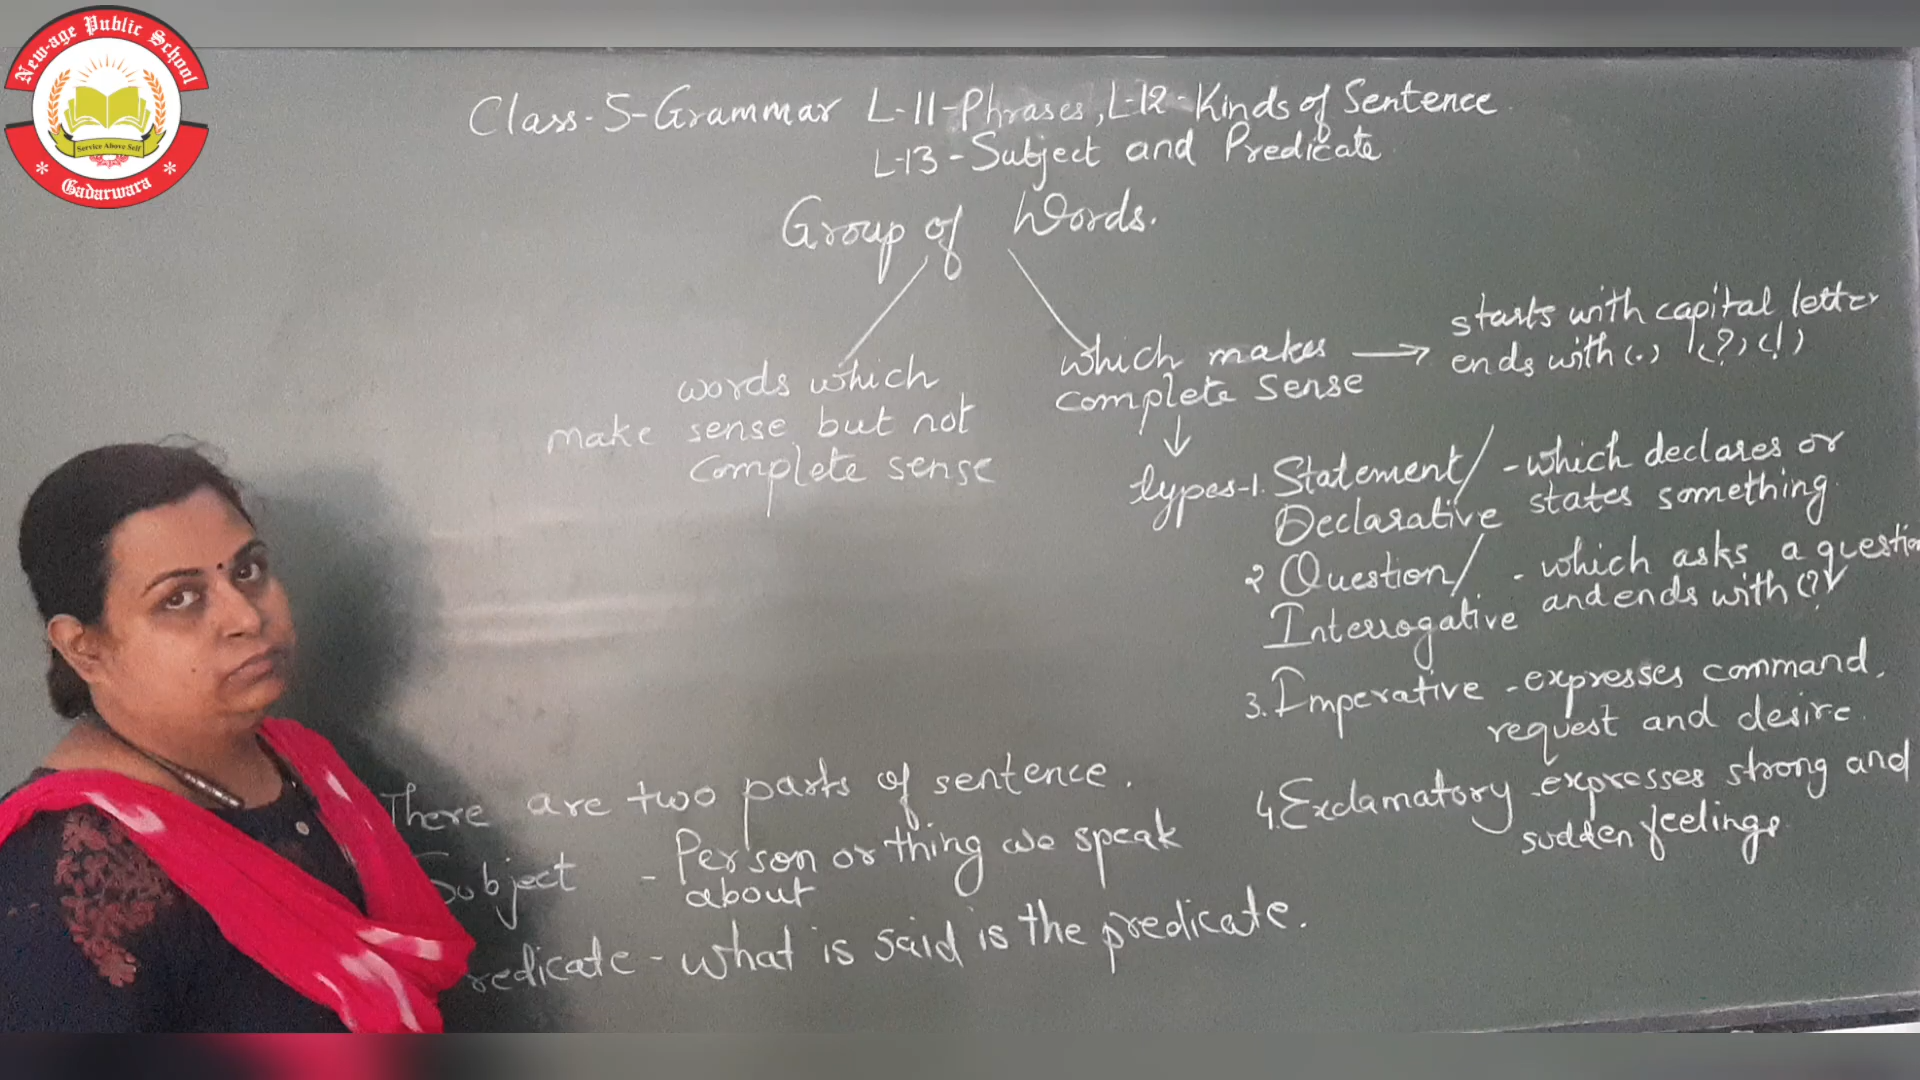 New-age Public School
Service Above Self
Gadarwara
Class-5-Grammar L-11-Phrases, L-12-Kinds of Sentence
L-13-Subject and Predicate
Group of Words.
words which
make sense but not
complete sense
which makes
complete sense
→ starts with capital letter
ends with (.) (?), (!)
types-1. Statement/ - which declares or
Declarative states something
2 Question/ - which asks a question
Interrogative and ends with (?)
3. Imperative - expresses command,
request and desire.
4. Exclamatory - expresses strong and
sudden feelings
There are two parts of sentence.
Subject - Person or thing we speak
about
redicate - what is said is the predicate.